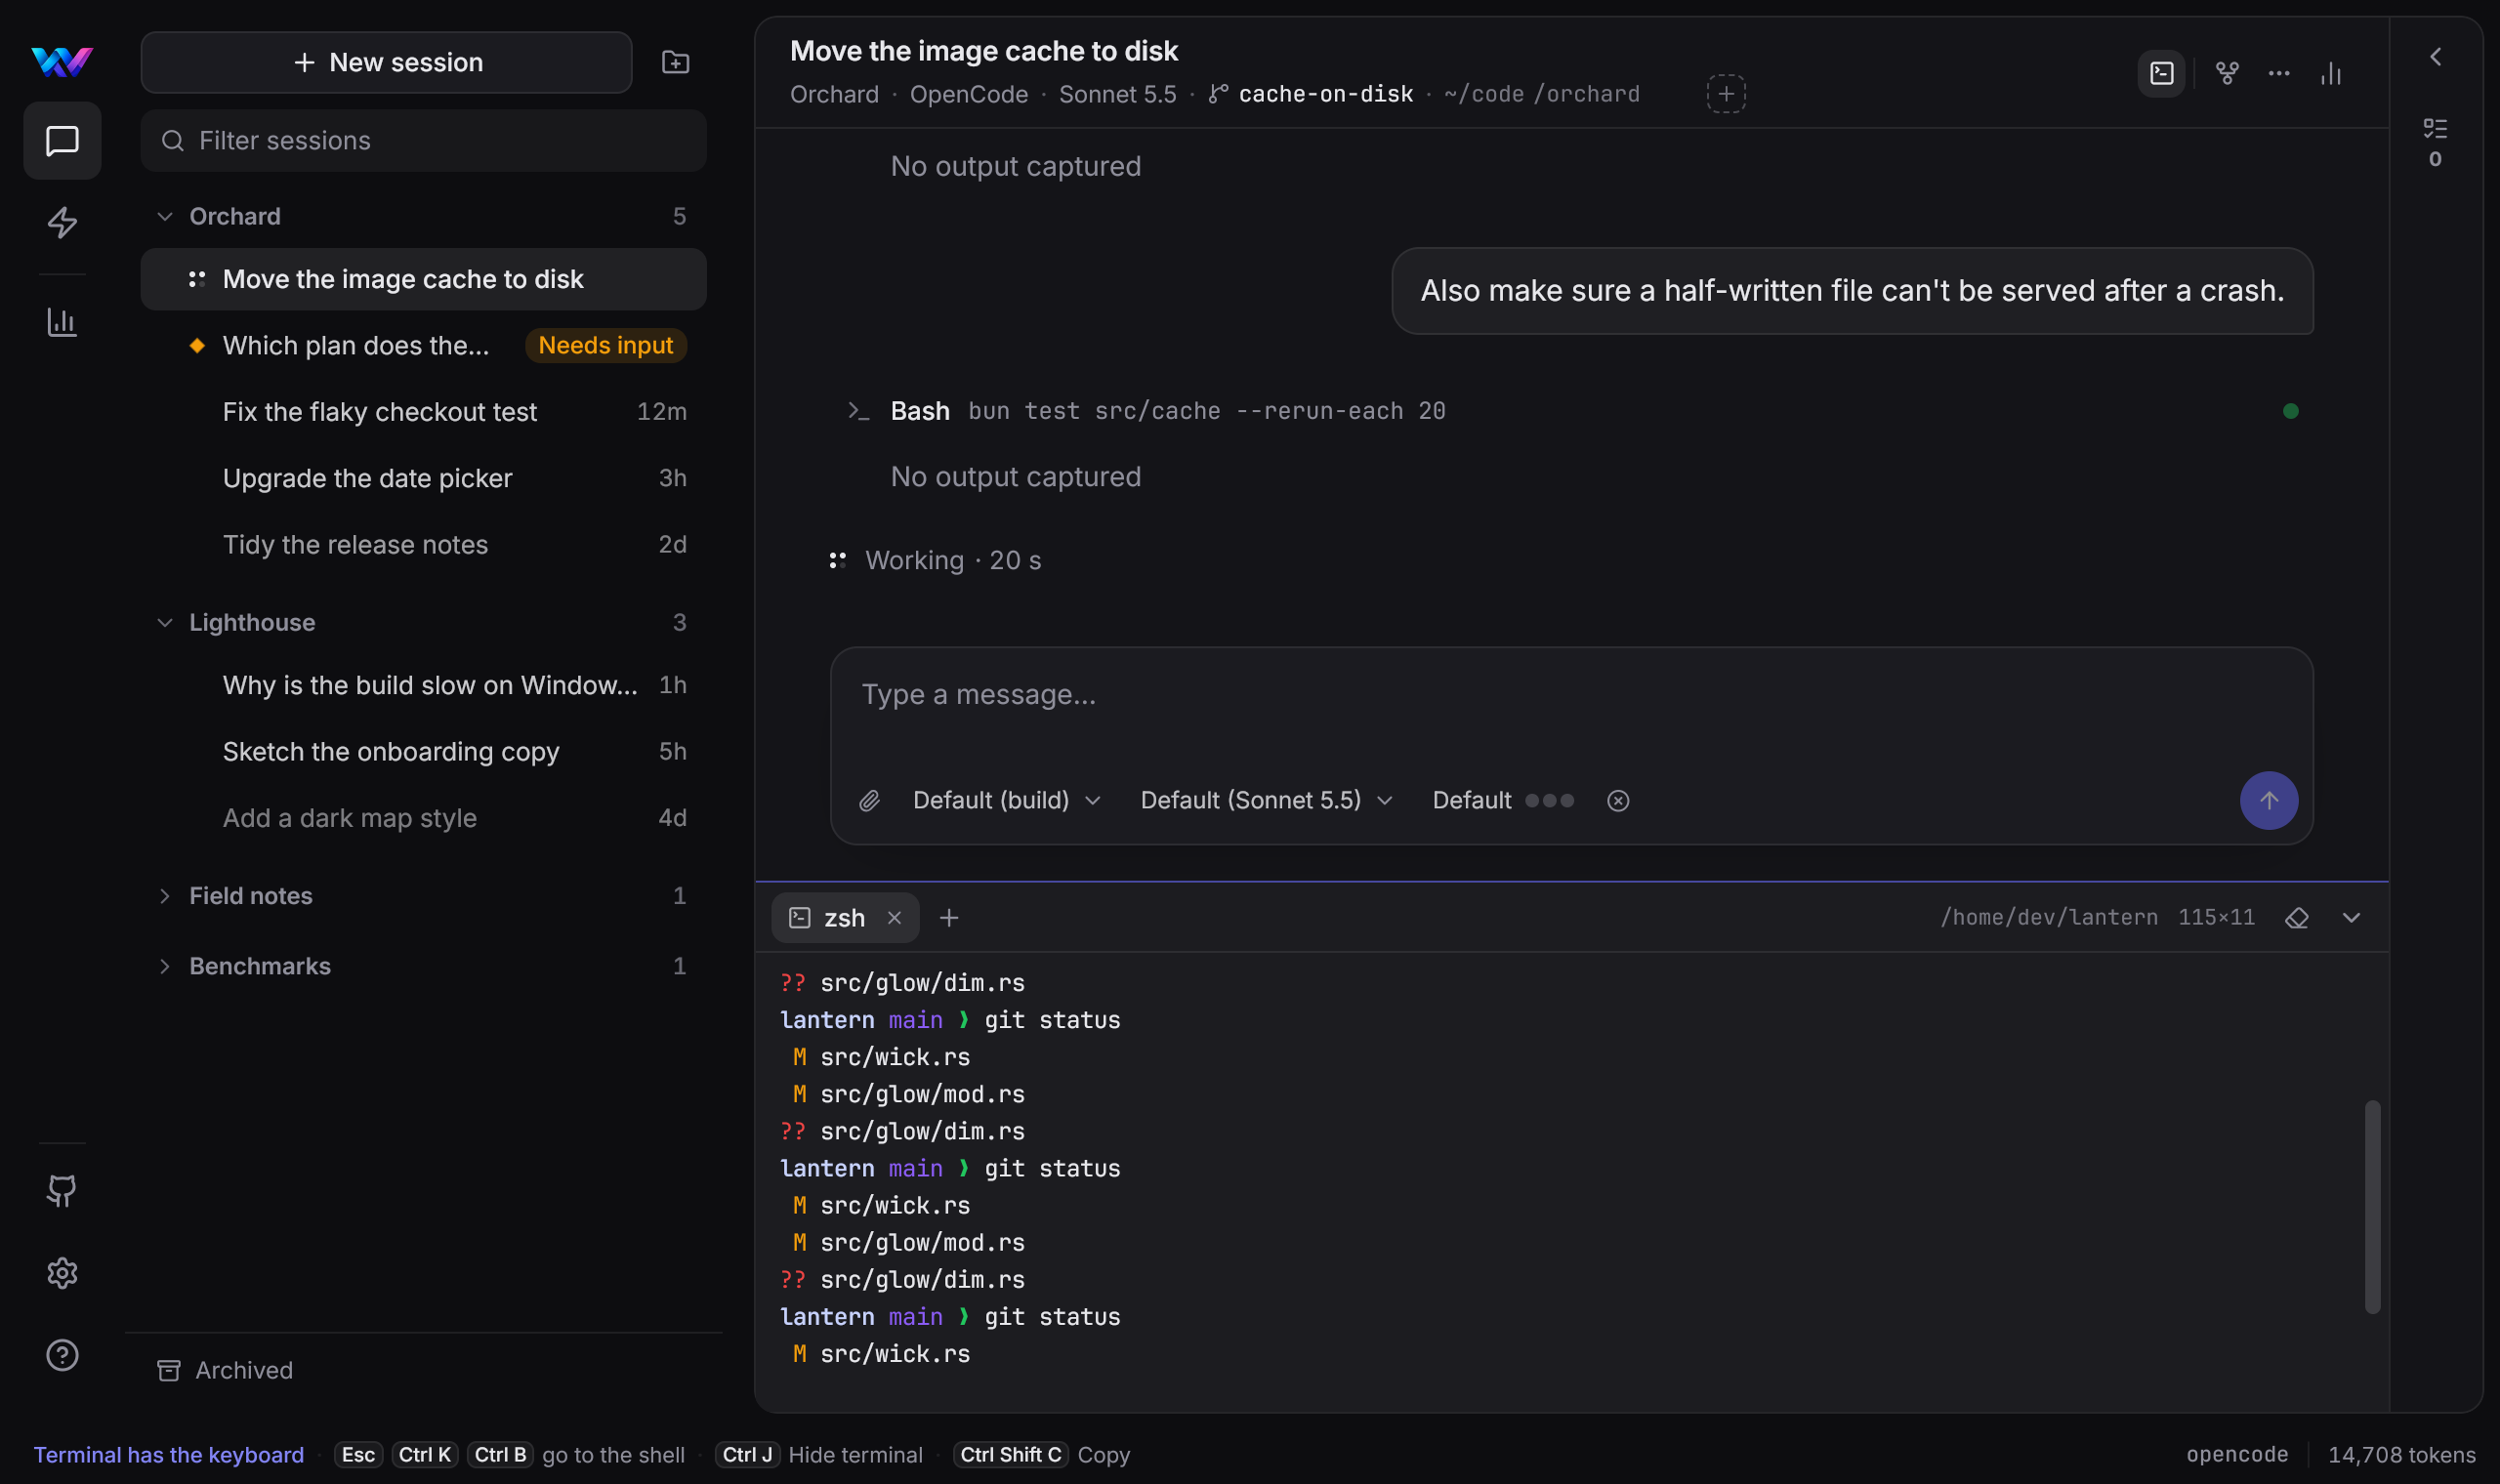 New session
Filter sessions
Orchard 5
Move the image cache to disk
Which plan does the... Needs input
Fix the flaky checkout test 12m
Upgrade the date picker 3h
Tidy the release notes 2d
Lighthouse 3
Why is the build slow on Window... 1h
Sketch the onboarding copy 5h
Add a dark map style 4d
Field notes 1
Benchmarks 1
Archived
Move the image cache to disk
Orchard · OpenCode · Sonnet 5.5 · cache-on-disk · ~/code /orchard
0
No output captured
Also make sure a half-written file can't be served after a crash.
Bash bun test src/cache --rerun-each 20
No output captured
Working · 20 s
Type a message...
Default (build) Default (Sonnet 5.5) Default
zsh /home/dev/lantern 115×11
?? src/glow/dim.rs
lantern main ❯ git status
M src/wick.rs
M src/glow/mod.rs
?? src/glow/dim.rs
lantern main ❯ git status
M src/wick.rs
M src/glow/mod.rs
?? src/glow/dim.rs
lantern main ❯ git status
M src/wick.rs
Terminal has the keyboard · Esc Ctrl K Ctrl B go to the shell · Ctrl J Hide terminal · Ctrl Shift C Copy
opencode 14,708 tokens